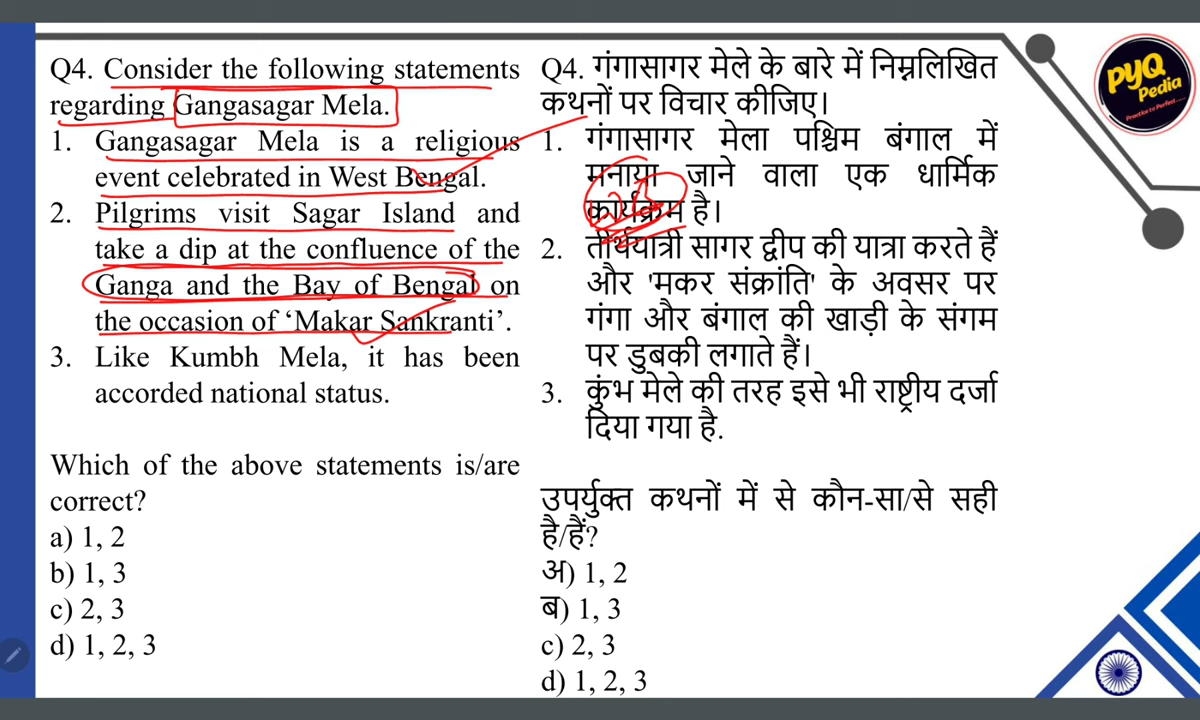 Q4. Consider the following statements
regarding Gangasagar Mela.
1. Gangasagar Mela is a religious
event celebrated in West Bengal.
2. Pilgrims visit Sagar Island and
take a dip at the confluence of the
Ganga and the Bay of Bengal on
the occasion of ‘Makar Sankranti’.
3. Like Kumbh Mela, it has been
accorded national status.
Which of the above statements is/are
correct?
a) 1, 2
b) 1, 3
c) 2, 3
d) 1, 2, 3
Q4. गंगासागर मेले के बारे में निम्नलिखित
कथनों पर विचार कीजिए।
1. गंगासागर मेला पश्चिम बंगाल में
मनाया जाने वाला एक धार्मिक
कार्यक्रम है।
2. तीर्थयात्री सागर द्वीप की यात्रा करते हैं
और 'मकर संक्रांति' के अवसर पर
गंगा और बंगाल की खाड़ी के संगम
पर डुबकी लगाते हैं।
3. कुंभ मेले की तरह इसे भी राष्ट्रीय दर्जा
दिया गया है.
उपर्युक्त कथनों में से कौन-सा/से सही
है/हैं?
अ) 1, 2
ब) 1, 3
c) 2, 3
d) 1, 2, 3
PYQ
Pedia
Practice to Perfect